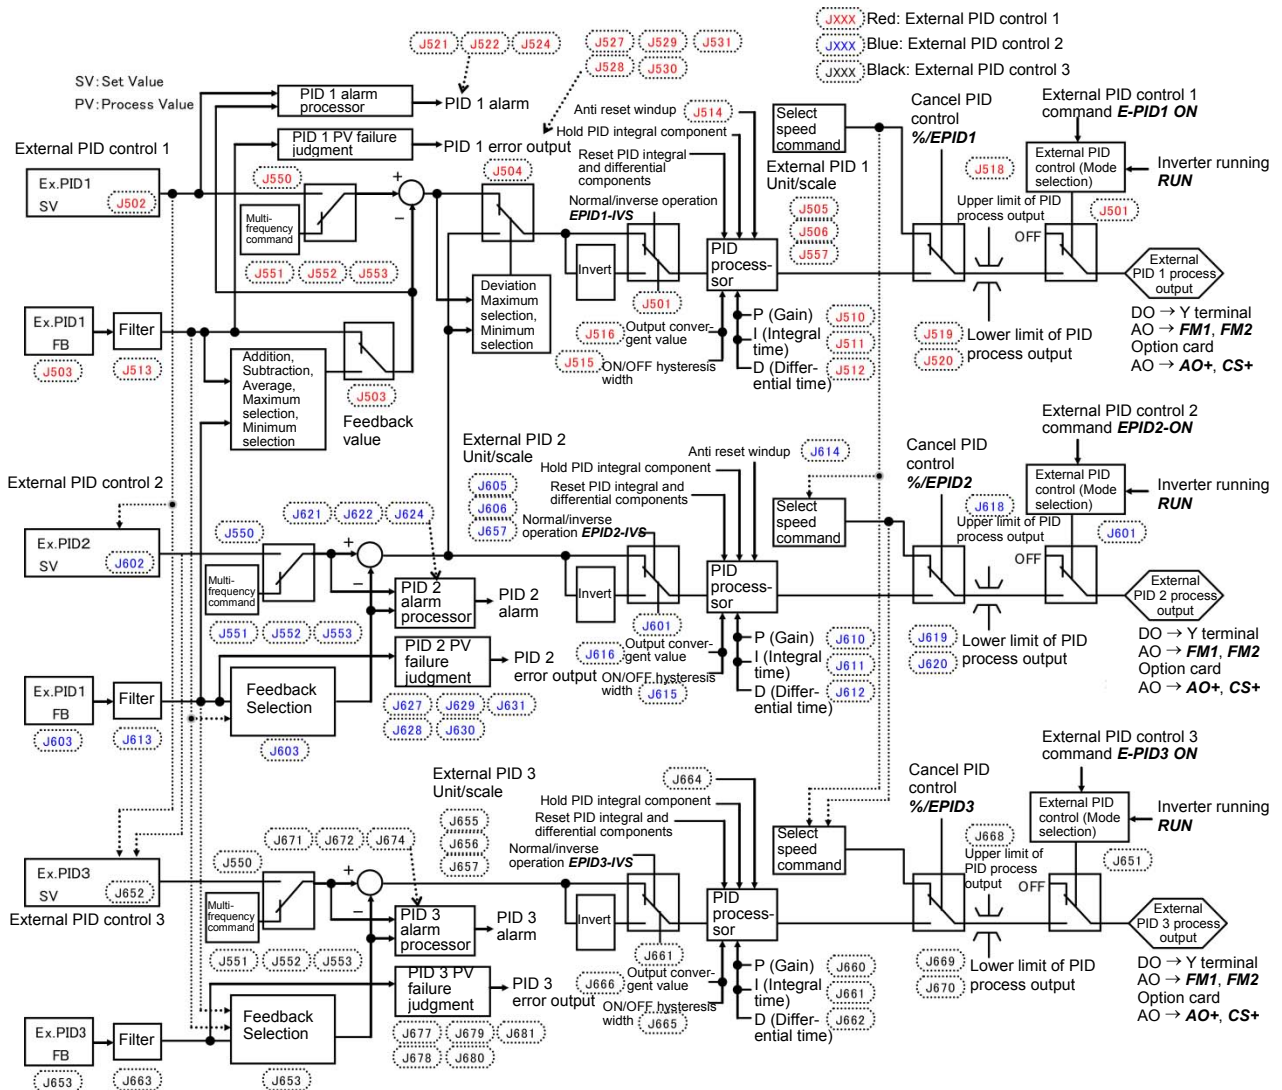 JXXX Red: External PID control 1
JXXX Blue: External PID control 2
JXXX Black: External PID control 3
SV:Set Value
PV:Process Value
J521 J522 J524
J527 J529 J531
J528 J530
PID 1 alarm
processor
PID 1 alarm
PID 1 PV failure
judgment
PID 1 error output
External PID control 1
Ex.PID1
SV
J502
J550
Multi-
frequency
command
J551 J552 J553
+
−
J504
Anti reset windup
J514
Hold PID integral component
Reset PID integral
and differential
components
Normal/inverse operation
EPID1-IVS
Invert
J501
PID
process-
sor
External PID 1
Unit/scale
J505
J506
J557
Select
speed
command
Cancel PID
control
%/EPID1
J518
Upper limit of PID
process output
External PID control 1
command E-PID1 ON
External PID
control (Mode
selection)
Inverter running
RUN
J501
OFF
External
PID 1 process
output
DO → Y terminal
AO → FM1, FM2
Option card
AO → AO+, CS+
Ex.PID1
FB
J503
Filter
J513
Addition,
Subtraction,
Average,
Maximum
selection,
Minimum
selection
J503
Feedback
value
Deviation
Maximum
selection,
Minimum
selection
J516
Output conver-
gent value
J515
ON/OFF hysteresis
width
P (Gain)
I (Integral
time)
D (Differ-
ential time)
J510
J511
J512
J519
J520
Lower limit of PID
process output
External PID control 2
Ex.PID2
SV
J602
J550
Multi-
frequency
command
J551 J552 J553
J621 J622 J624
+
−
PID 2
alarm
processor
PID 2
alarm
PID 2 PV
failure
judgment
PID 2
error output
J627 J629 J631
J628 J630
External PID 2
Unit/scale
J605
J606
J657
Anti reset windup
J614
Hold PID integral component
Reset PID integral and
differential components
Normal/inverse
operation EPID2-IVS
Invert
J601
PID
process-
sor
Select
speed
command
Cancel PID
control
%/EPID2
J618
Upper limit of PID
process output
External PID control 2
command EPID2-ON
External PID
control (Mode
selection)
Inverter running
RUN
J601
OFF
External
PID 2 process
output
DO → Y terminal
AO → FM1, FM2
Option card
AO → AO+, CS+
Ex.PID1
FB
J603
Filter
J613
Feedback
Selection
J603
J616
Output conver-
gent value
ON/OFF hysteresis
width
J615
P (Gain)
I (Integral
time)
D (Differ-
ential time)
J610
J611
J612
J619
J620
Lower limit of PID
process output
Ex.PID3
SV
J652
External PID control 3
J550
Multi-
frequency
command
J551 J552 J553
J671 J672 J674
+
−
PID 3
alarm
processor
PID 3
alarm
PID 3 PV
failure
judgment
PID 3
error output
J677 J679 J681
J678 J680
External PID 3
Unit/scale
J655
J656
J657
J664
Hold PID integral component
Reset PID integral and
differential components
Normal/inverse
operation EPID3-IVS
Invert
J661
PID
process-
sor
Select
speed
command
Cancel PID
control
%/EPID3
J668
Upper limit of
PID process
output
External PID control 3
command E-PID3 ON
External PID
control (Mode
selection)
Inverter running
RUN
J651
OFF
External
PID 3 process
output
DO → Y terminal
AO → FM1, FM2
Option card
AO → AO+, CS+
Ex.PID3
FB
J653
Filter
J663
Feedback
Selection
J653
J666
Output conver-
gent value
ON/OFF hysteresis
width
J665
P (Gain)
I (Integral
time)
D (Differ-
ential time)
J660
J661
J662
J669
J670
Lower limit of PID
process output